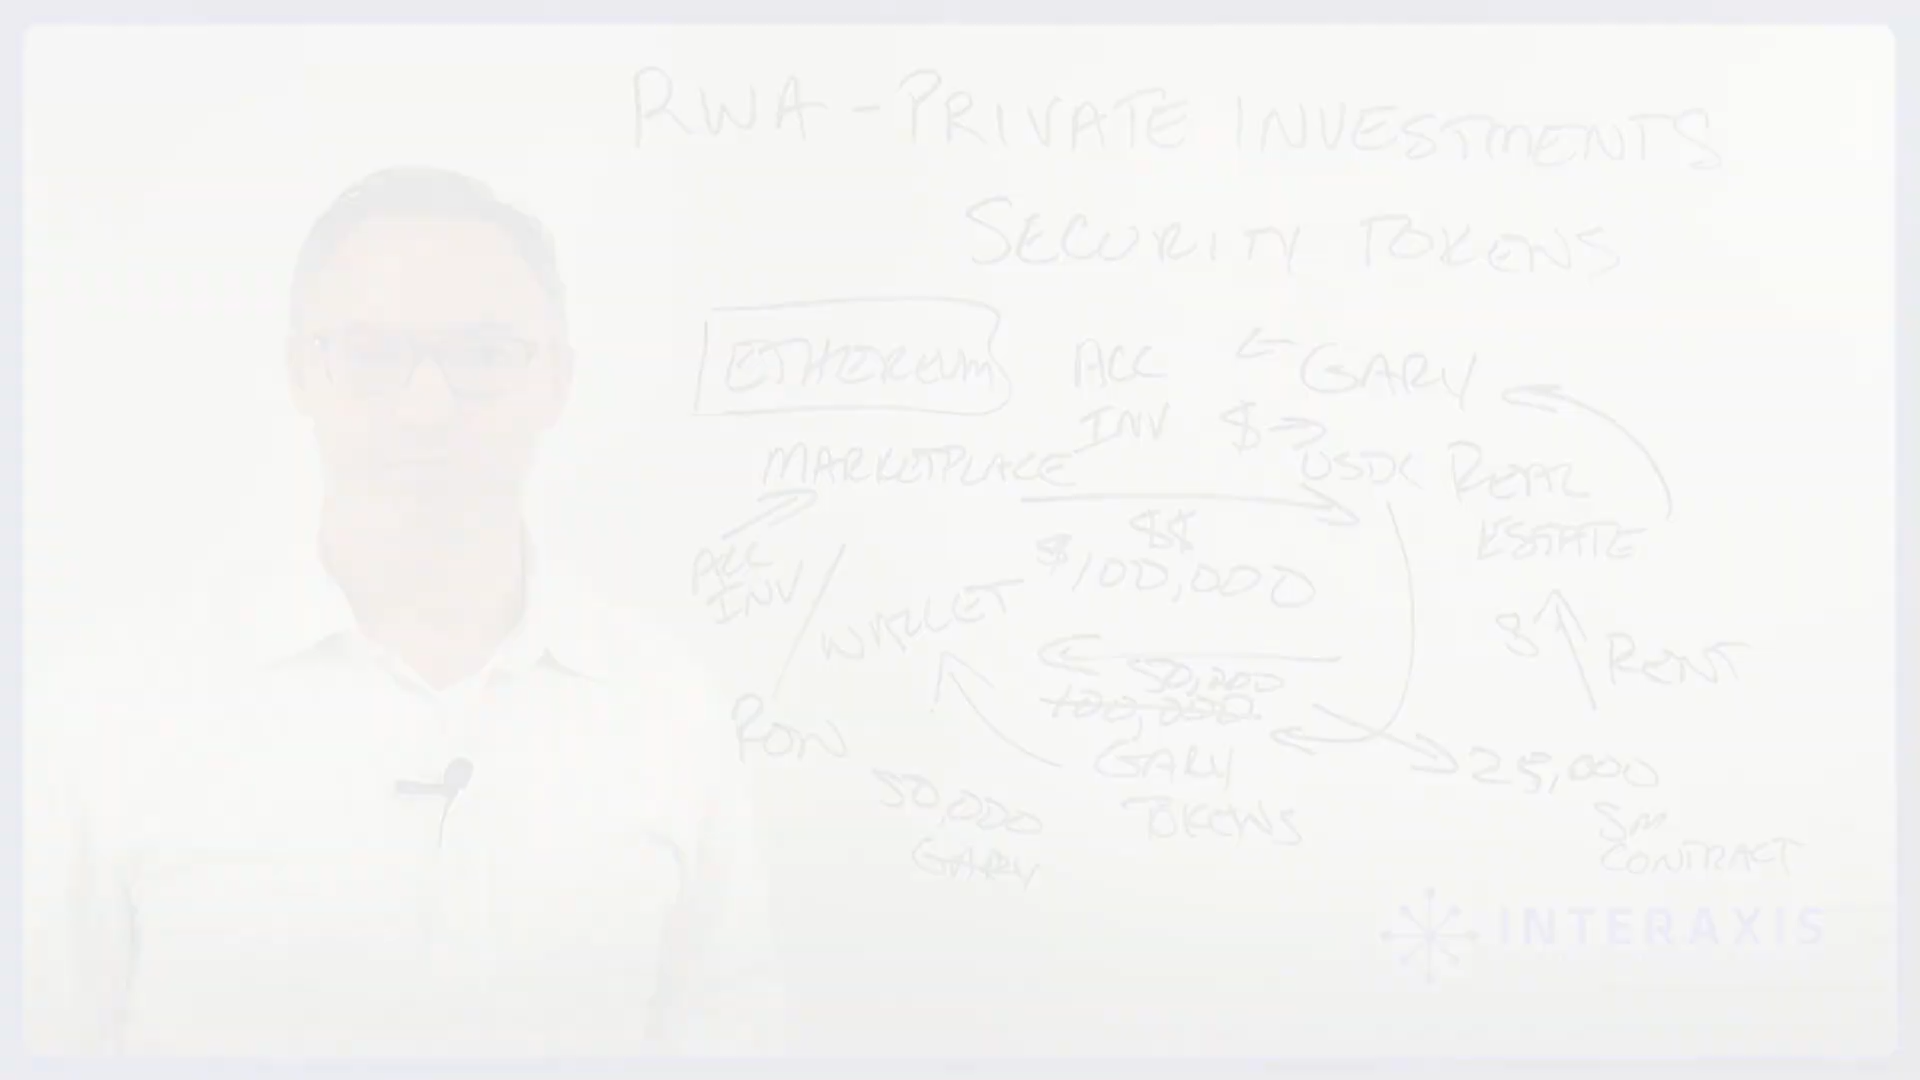 RWA - PRIVATE INVESTMENTS
SECURITY TOKENS
ETHEREUM
ACC
INV
← GARY
$ →
MARKETPLACE
USDC
REAL
ESTATE
$$
$100,000
ACC
INV
WALLET
$
RENT
50,000
100,000
RON
GARY
TOKENS
25,000
50,000
GARY
SM
CONTRACT
INTERAXIS